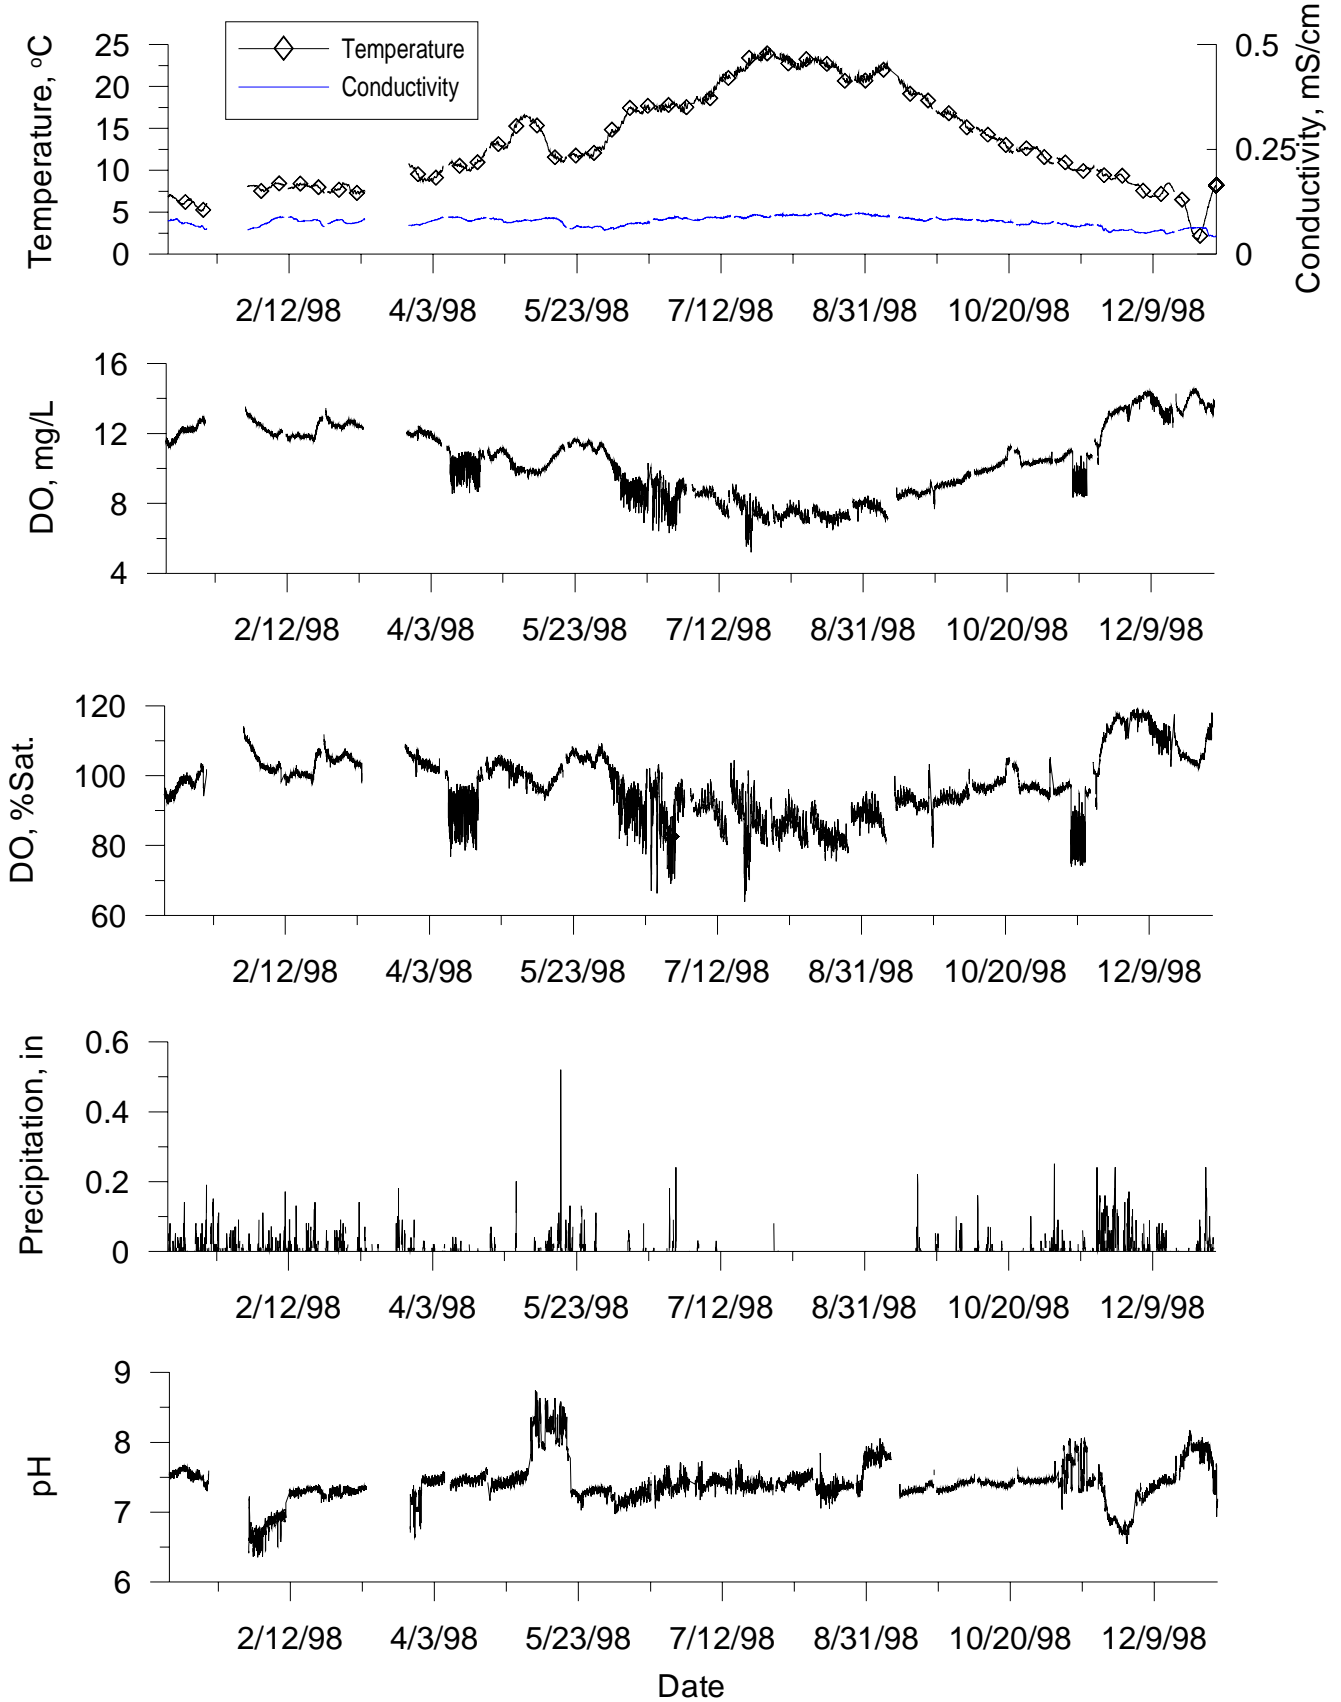 Temperature
Conductivity
Temperature, oC
25
20
15
10
5
0
0.5
0.25
0
Conductivity, mS/cm
2/12/98 4/3/98 5/23/98 7/12/98 8/31/98 10/20/98 12/9/98
DO, mg/L
16
12
8
4
2/12/98 4/3/98 5/23/98 7/12/98 8/31/98 10/20/98 12/9/98
DO, %Sat.
120
100
80
60
2/12/98 4/3/98 5/23/98 7/12/98 8/31/98 10/20/98 12/9/98
Precipitation, in
0.6
0.4
0.2
0
2/12/98 4/3/98 5/23/98 7/12/98 8/31/98 10/20/98 12/9/98
pH
9
8
7
6
2/12/98 4/3/98 5/23/98 7/12/98 8/31/98 10/20/98 12/9/98
Date